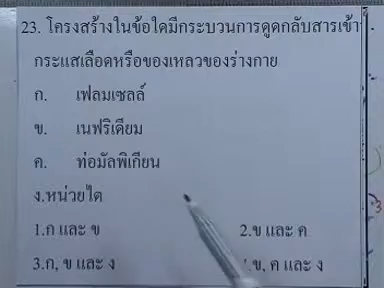 23. โครงสร้างในข้อใดมีกระบวนการดูดกลับสารเข้า
กระแสเลือดหรือของเหลวของร่างกาย
ก. เฟลมเซลล์
ข. เนฟริเดียม
ค. ท่อมัลพิเกียน
ง.หน่วยไต
1.ก และ ข 2.ข และ ค
3.ก, ข และ ง .ข, ค และ ง